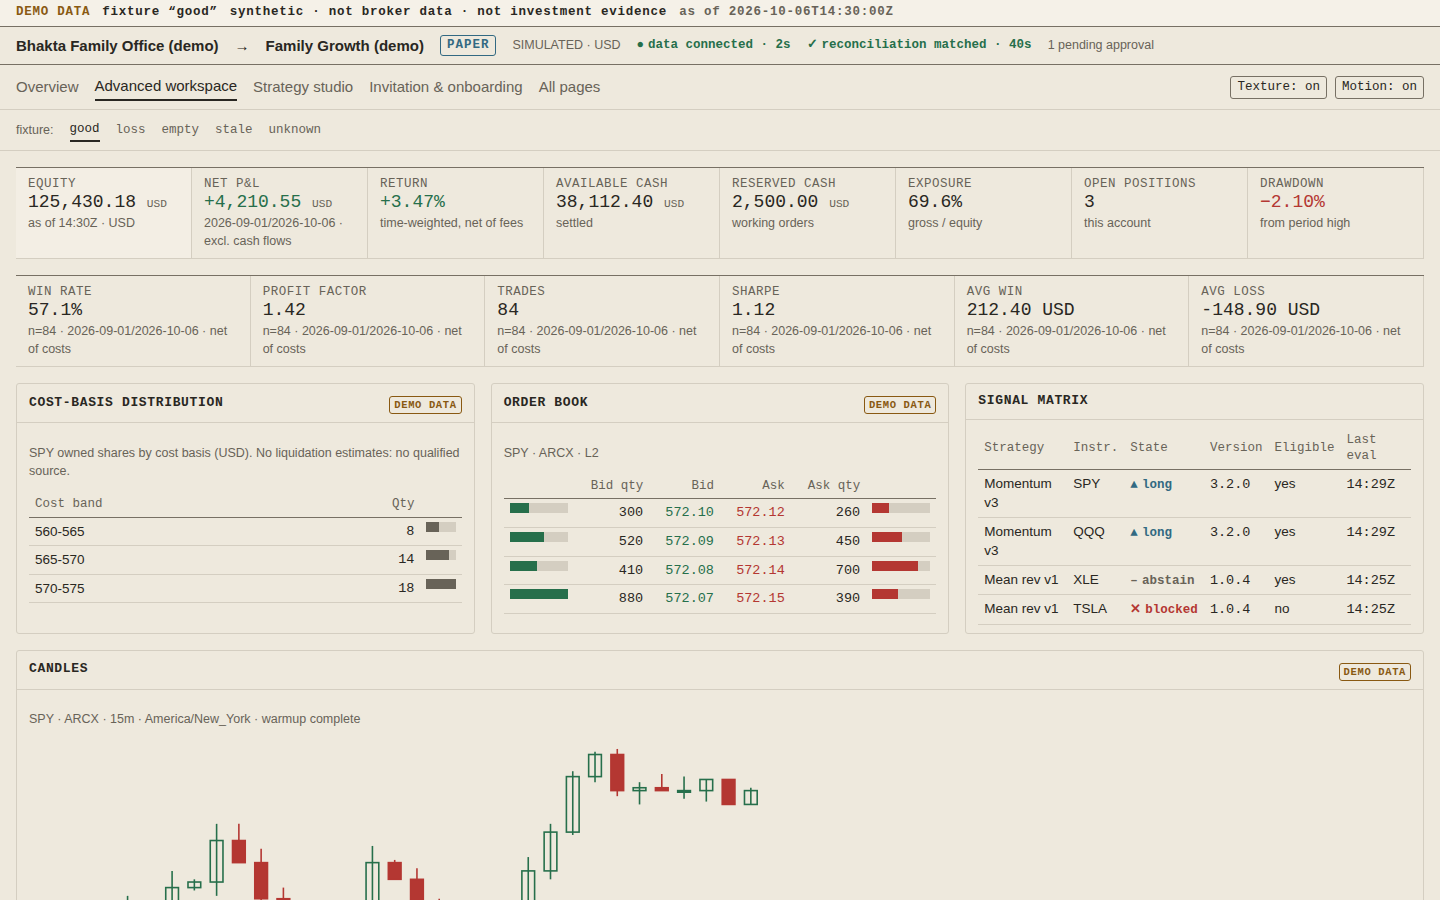 DEMO DATA fixture “good” synthetic · not broker data · not investment evidence as of 2026-10-06T14:30:00Z
Bhakta Family Office (demo) → Family Growth (demo) PAPER SIMULATED · USD ● data connected · 2s ✓ reconciliation matched · 40s 1 pending approval
Overview Advanced workspace Strategy studio Invitation & onboarding All pages Texture: on Motion: on
fixture: good loss empty stale unknown
EQUITY
125,430.18 USD
as of 14:30Z · USD
NET P&L
+4,210.55 USD
2026-09-01/2026-10-06 ·
excl. cash flows
RETURN
+3.47%
time-weighted, net of fees
AVAILABLE CASH
38,112.40 USD
settled
RESERVED CASH
2,500.00 USD
working orders
EXPOSURE
69.6%
gross / equity
OPEN POSITIONS
3
this account
DRAWDOWN
−2.10%
from period high
WIN RATE
57.1%
n=84 · 2026-09-01/2026-10-06 · net
of costs
PROFIT FACTOR
1.42
n=84 · 2026-09-01/2026-10-06 · net
of costs
TRADES
84
n=84 · 2026-09-01/2026-10-06 · net
of costs
SHARPE
1.12
n=84 · 2026-09-01/2026-10-06 · net
of costs
AVG WIN
212.40 USD
n=84 · 2026-09-01/2026-10-06 · net
of costs
AVG LOSS
-148.90 USD
n=84 · 2026-09-01/2026-10-06 · net
of costs
COST-BASIS DISTRIBUTION DEMO DATA
SPY owned shares by cost basis (USD). No liquidation estimates: no qualified
source.
Cost band Qty
560-565 8
565-570 14
570-575 18
ORDER BOOK DEMO DATA
SPY · ARCX · L2
Bid qty Bid Ask Ask qty
300 572.10 572.12 260
520 572.09 572.13 450
410 572.08 572.14 700
880 572.07 572.15 390
SIGNAL MATRIX
Strategy Instr. State Version Eligible Last
eval
Momentum
v3 SPY ▲ long 3.2.0 yes 14:29Z
Momentum
v3 QQQ ▲ long 3.2.0 yes 14:29Z
Mean rev v1 XLE – abstain 1.0.4 yes 14:25Z
Mean rev v1 TSLA ✕ blocked 1.0.4 no 14:25Z
CANDLES DEMO DATA
SPY · ARCX · 15m · America/New_York · warmup complete